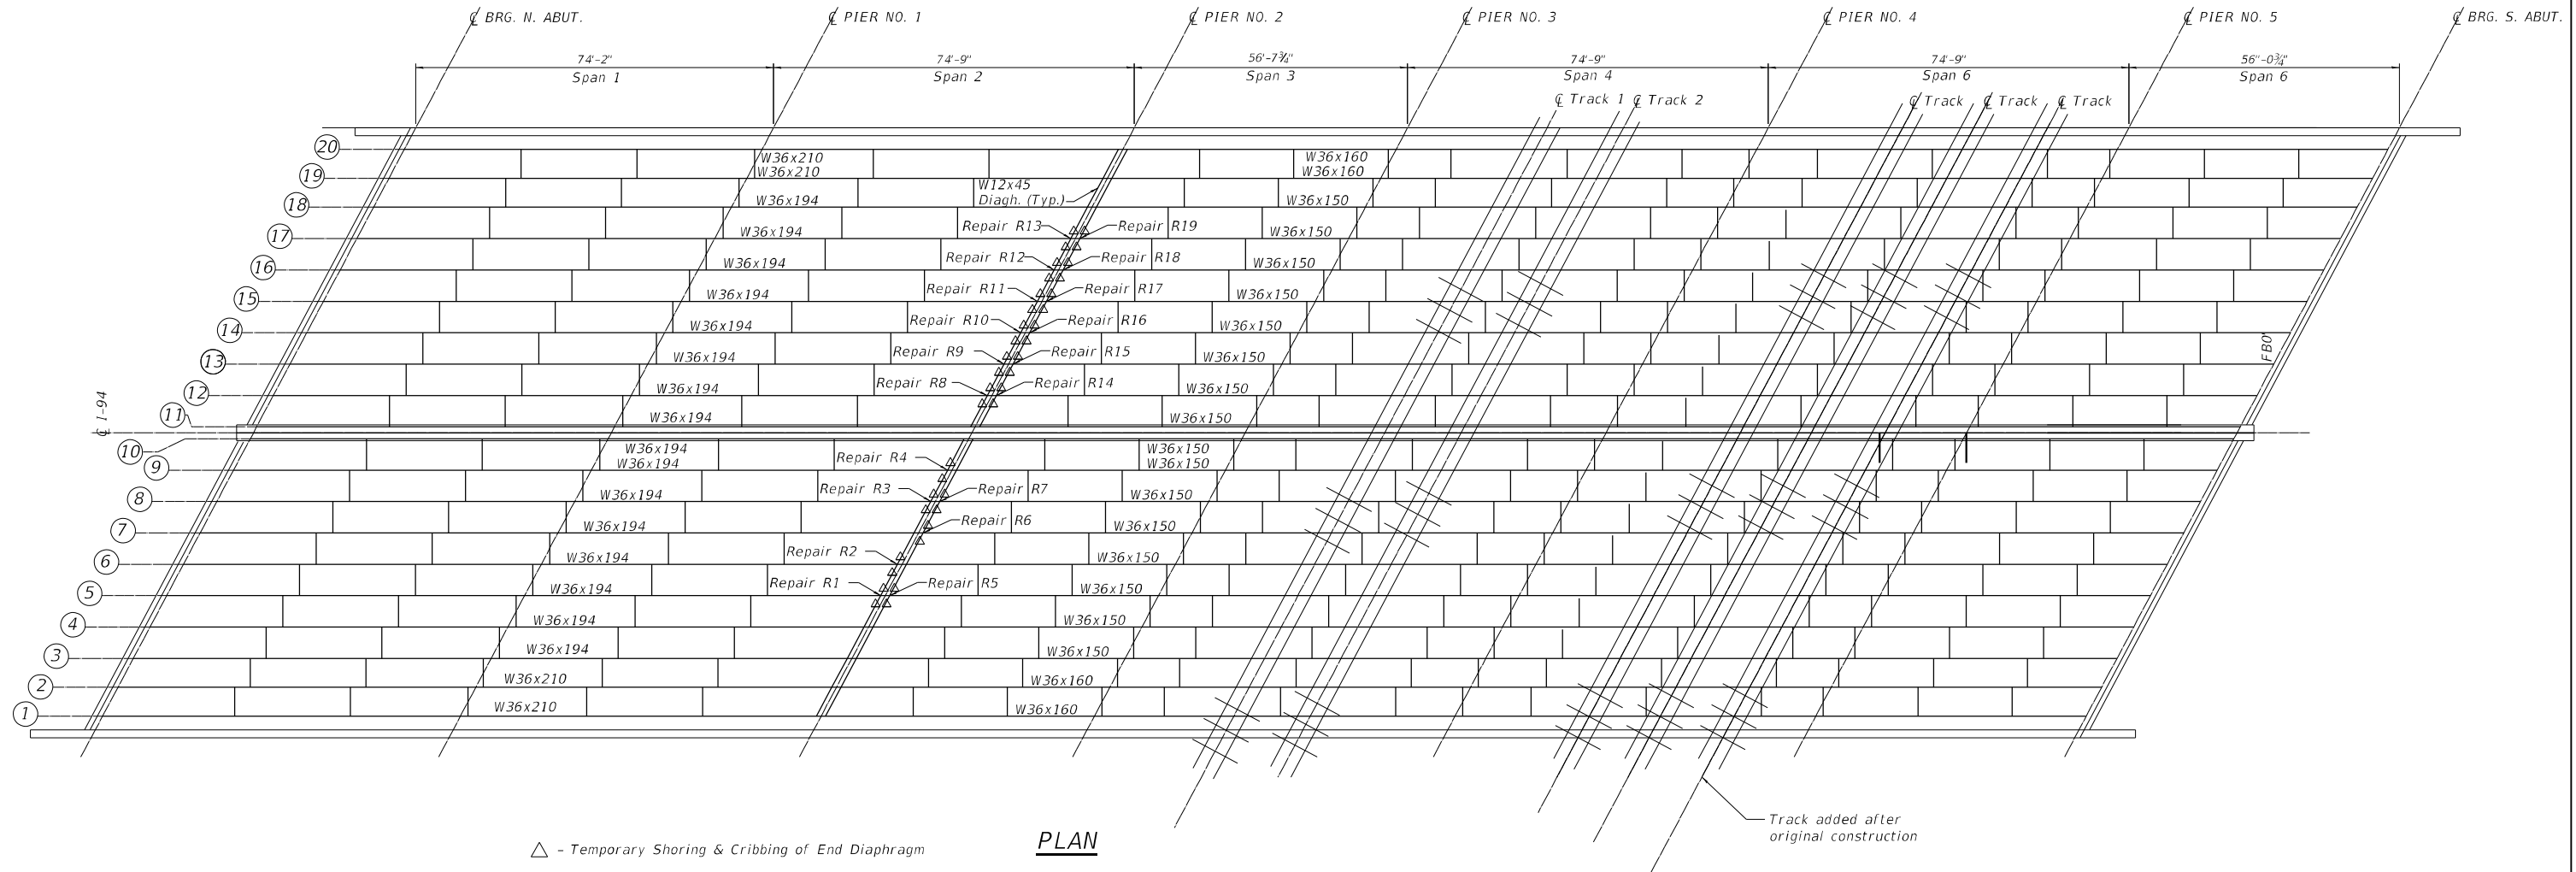 ℄ BRG. N. ABUT.
℄ PIER NO. 1
℄ PIER NO. 2
℄ PIER NO. 3
℄ PIER NO. 4
℄ PIER NO. 5
℄ BRG. S. ABUT.
74'-2"
Span 1
74'-9"
Span 2
56'-7¾"
Span 3
74'-9"
Span 4
74'-9"
Span 6
56"-0¾"
Span 6
℄ Track 1
℄ Track 2
℄ Track
℄ Track
℄ Track
20
W36x210
W36x160
19
W36x210
W36x160
W12x45
Diagh. (Typ.)
18
W36x194
W36x150
Repair R13
Repair R19
17
W36x194
W36x150
Repair R12
Repair R18
16
W36x194
W36x150
Repair R11
Repair R17
15
W36x194
W36x150
Repair R10
Repair R16
14
W36x194
W36x150
Repair R9
Repair R15
13
W36x194
W36x150
Repair R8
Repair R14
12
W36x194
W36x150
11
W36x194
W36x150
℄ 1-94
FBO'
10
W36x194
W36x150
9
W36x194
W36x150
Repair R4
Repair R3
Repair R7
8
W36x194
W36x150
Repair R6
7
W36x194
W36x150
Repair R2
6
W36x194
W36x150
Repair R1
Repair R5
5
W36x194
W36x150
4
W36x194
W36x150
3
W36x194
W36x150
2
W36x210
W36x160
1
W36x210
W36x160
Track added after
original construction
PLAN
△ - Temporary Shoring & Cribbing of End Diaphragm